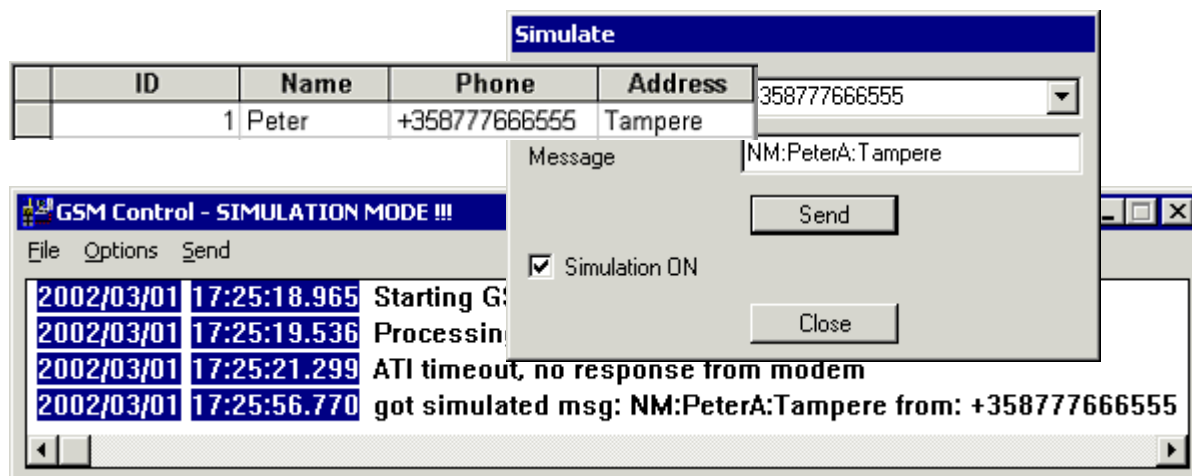 Simulate
ID Name Phone Address
1 Peter +358777666555 Tampere
358777666555
Message NM:PeterA:Tampere
Send
Simulation ON
Close
GSM Control - SIMULATION MODE !!!
File Options Send
2002/03/01 17:25:18.965 Starting
2002/03/01 17:25:19.536
2002/03/01 17:25:21.299 ATI timeout, no response from modem
2002/03/01 17:25:56.770 got simulated msg: NM:PeterA:Tampere from: +358777666555